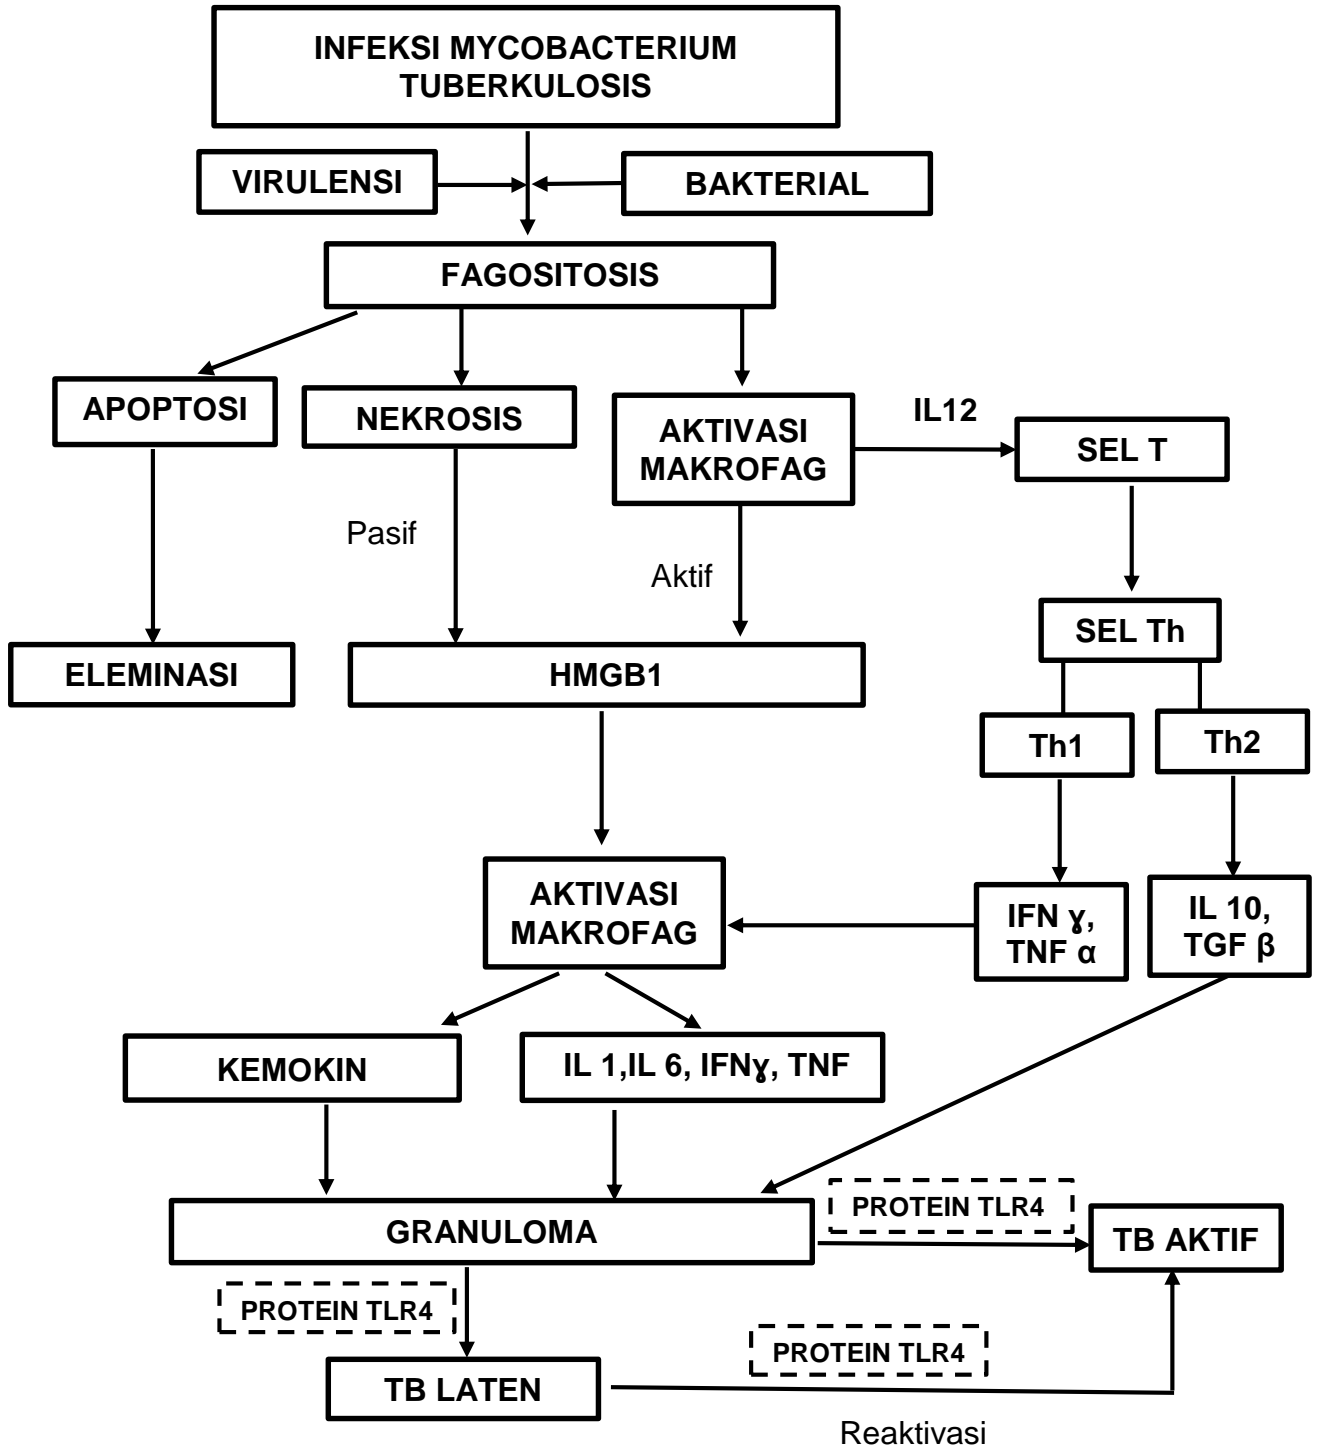 INFEKSI MYCOBACTERIUM
TUBERKULOSIS
VIRULENSI
BAKTERIAL
FAGOSITOSIS
APOPTOSI
NEKROSIS
AKTIVASI
MAKROFAG
IL12
SEL T
Pasif
Aktif
SEL Th
ELEMINASI
HMGB1
Th1
Th2
AKTIVASI
MAKROFAG
IFN ɣ,
TNF α
IL 10,
TGF β
KEMOKIN
IL 1,IL 6, IFNɣ, TNF
GRANULOMA
PROTEIN TLR4
TB AKTIF
PROTEIN TLR4
PROTEIN TLR4
TB LATEN
Reaktivasi